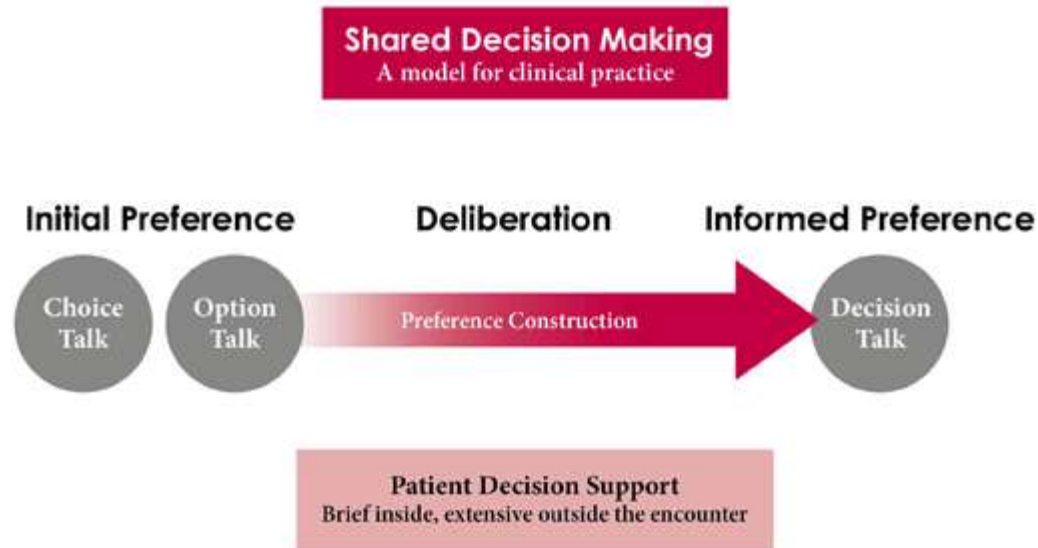 Shared Decision Making
A model for clinical practice
Initial Preference
Deliberation
Informed Preference
Choice
Talk
Option
Talk
Preference Construction
Decision
Talk
Patient Decision Support
Brief inside, extensive outside the encounter